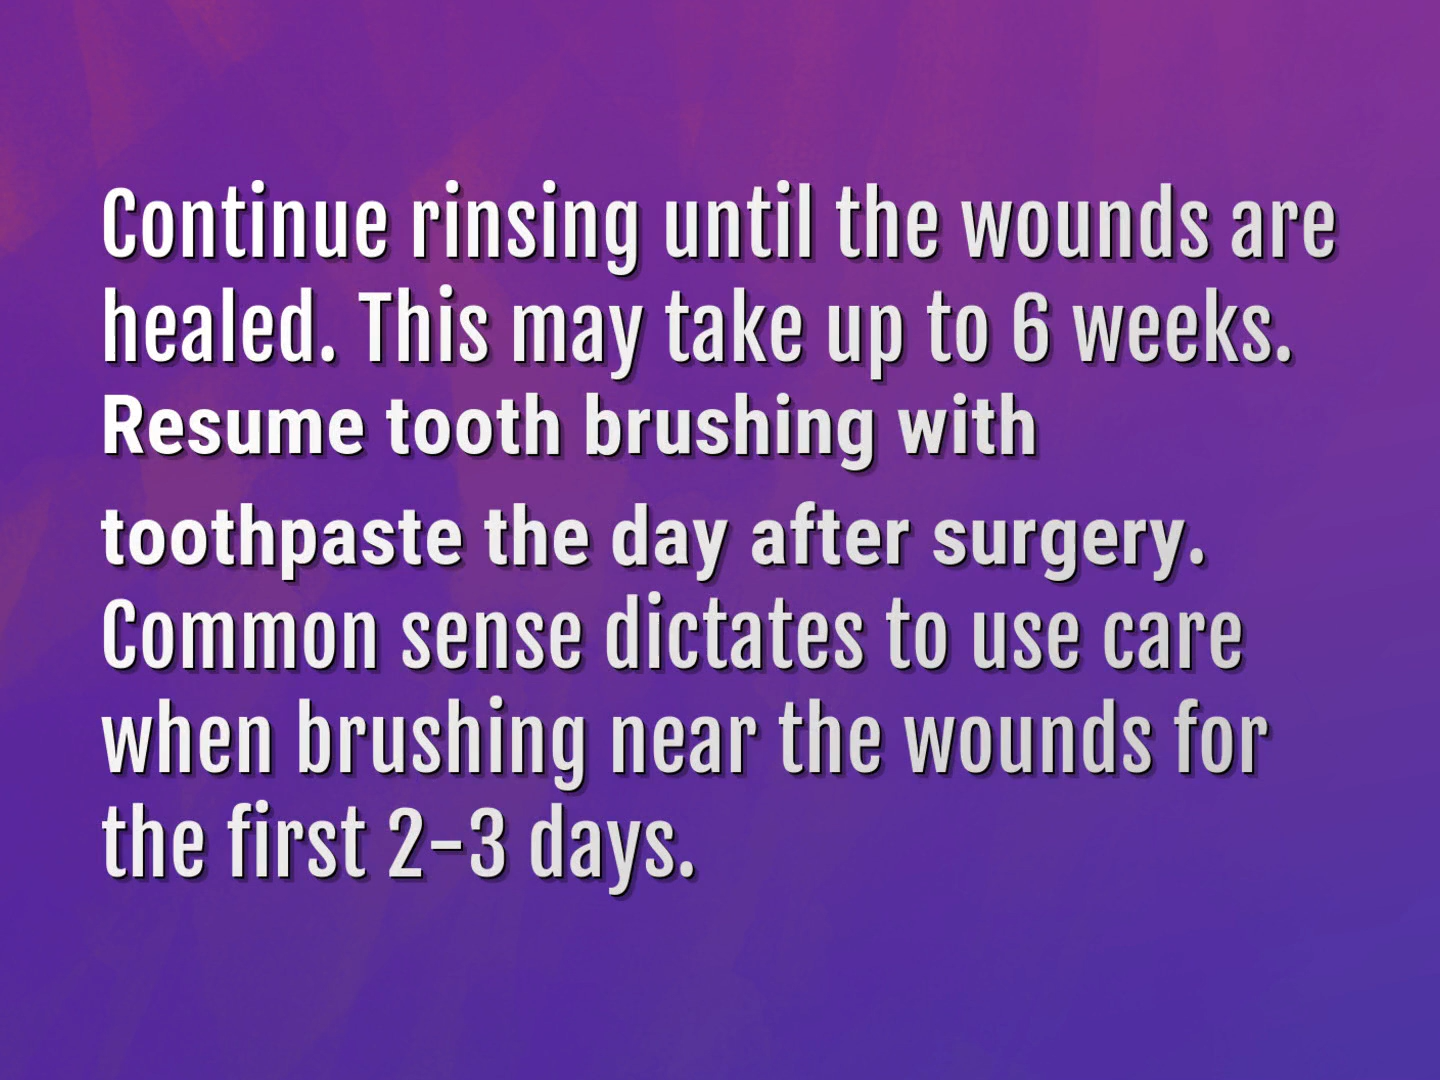 Continue rinsing until the wounds are
healed. This may take up to 6 weeks.
Resume tooth brushing with
toothpaste the day after surgery.
Common sense dictates to use care
when brushing near the wounds for
the first 2-3 days.